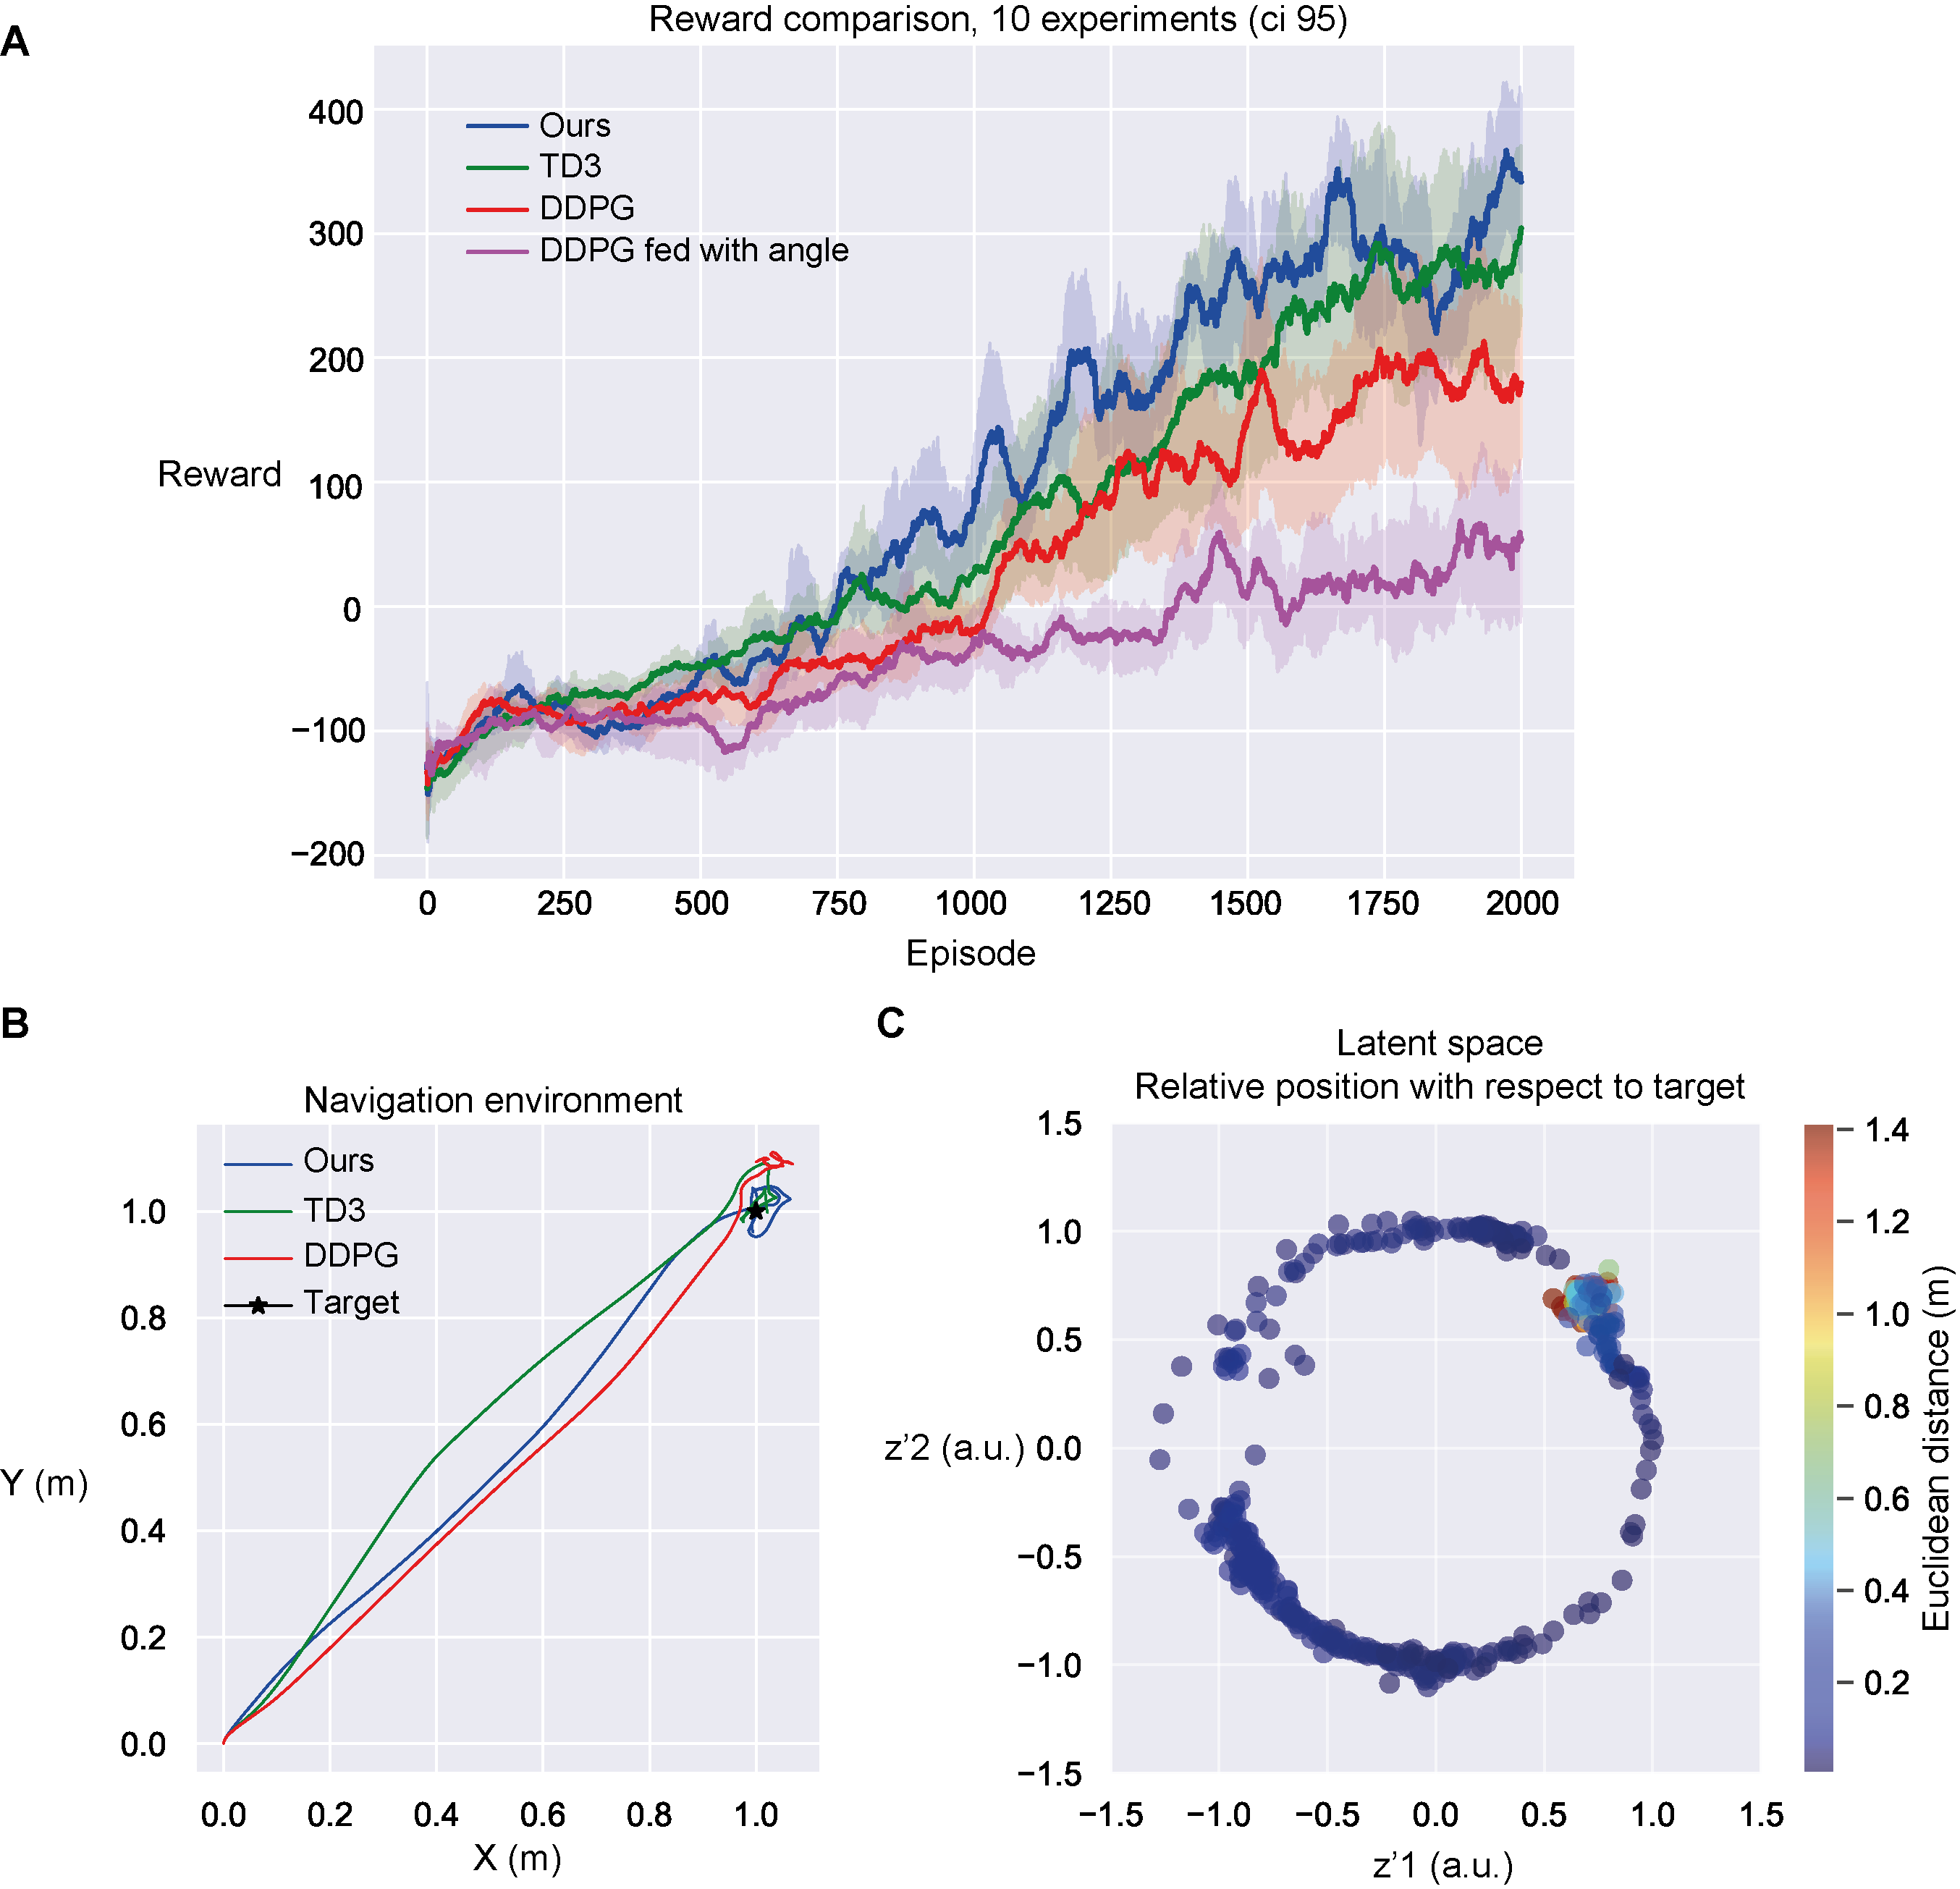 A
Reward comparison, 10 experiments (ci 95)
400
300
200
100
0
−100
−200
Reward
Ours
TD3
DDPG
DDPG fed with angle
0 250 500 750 1000 1250 1500 1750 2000
Episode
B
Navigation environment
Ours
TD3
DDPG
Target
1.0
0.8
0.6
0.4
0.2
0.0
Y (m)
0.0 0.2 0.4 0.6 0.8 1.0
X (m)
C
Latent space
Relative position with respect to target
1.5
1.0
0.5
0.0
−0.5
−1.0
−1.5
z’2 (a.u.)
−1.5 −1.0 −0.5 0.0 0.5 1.0 1.5
z’1 (a.u.)
1.4
1.2
1.0
0.8
0.6
0.4
0.2
Euclidean distance (m)